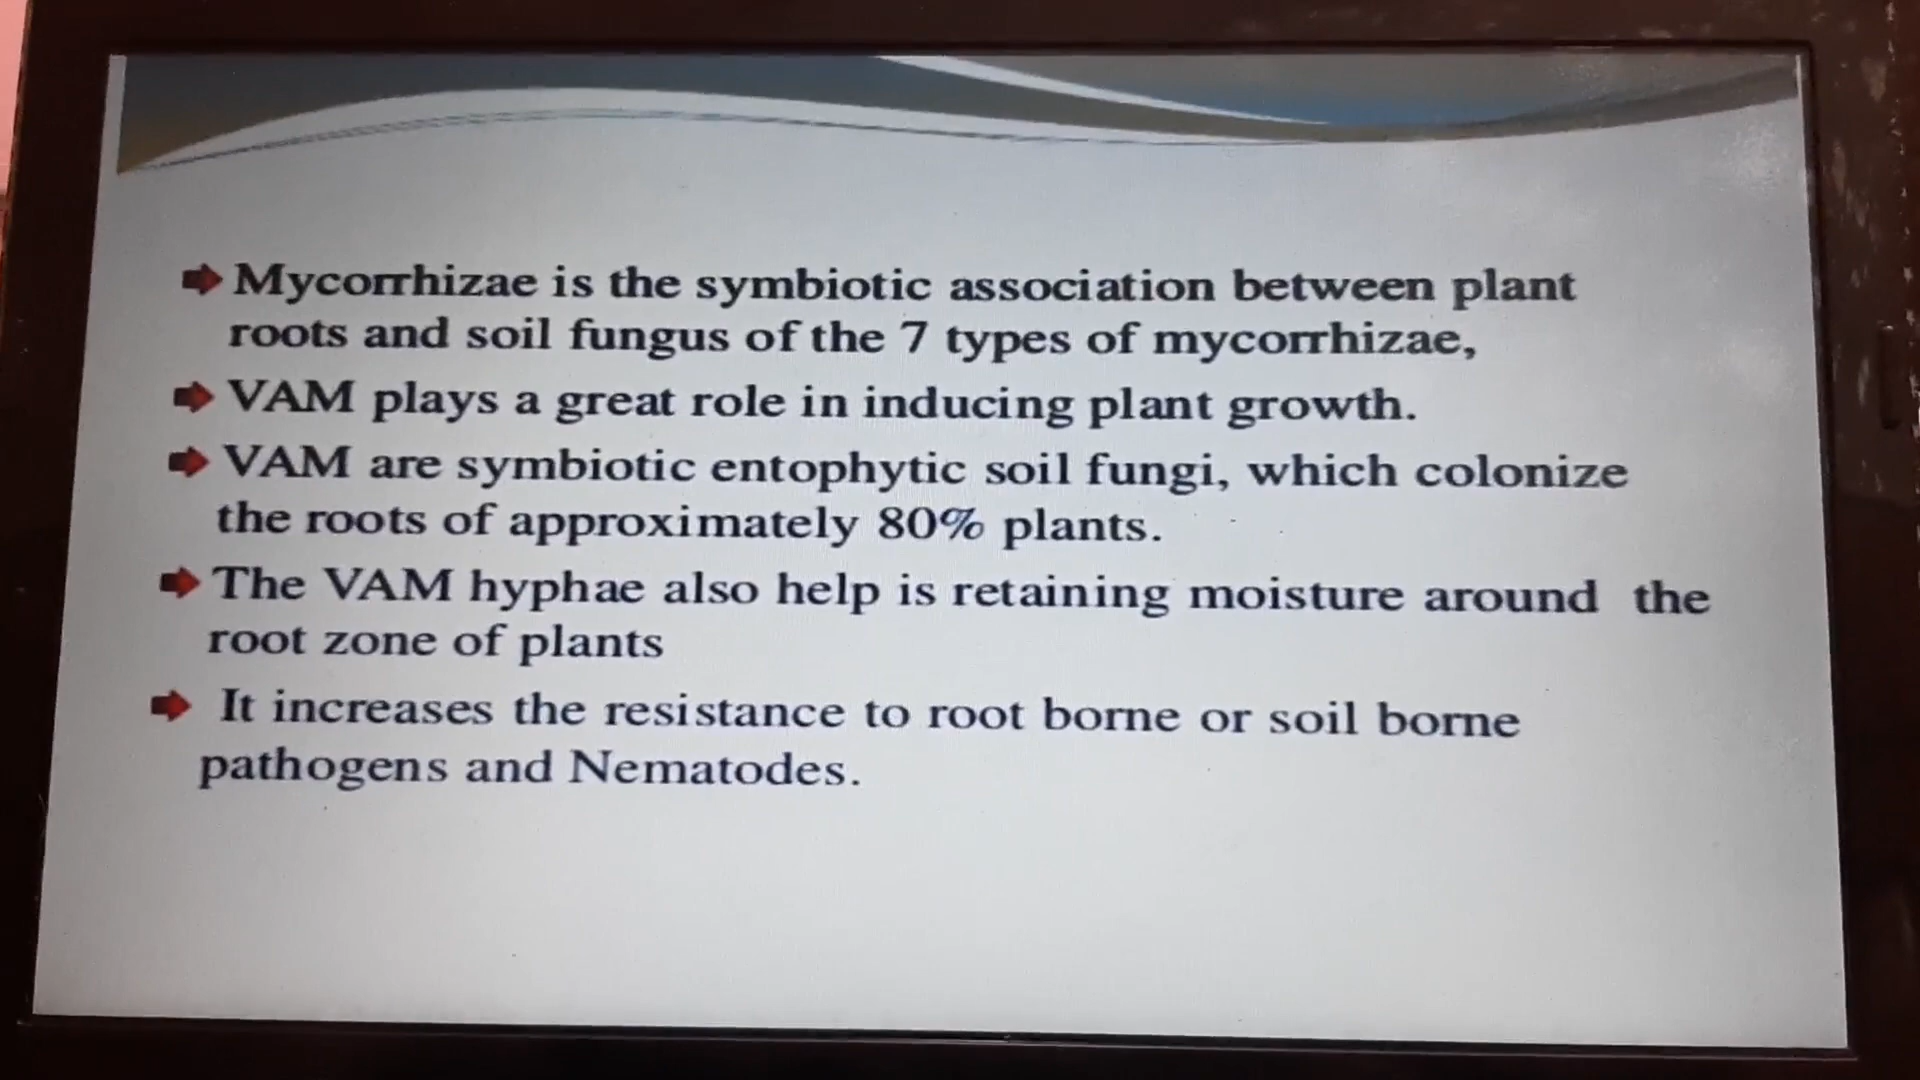 Mycorrhizae is the symbiotic association between plant
roots and soil fungus of the 7 types of mycorrhizae,
VAM plays a great role in inducing plant growth.
VAM are symbiotic entophytic soil fungi, which colonize
the roots of approximately 80% plants.
The VAM hyphae also help is retaining moisture around the
root zone of plants
It increases the resistance to root borne or soil borne
pathogens and Nematodes.